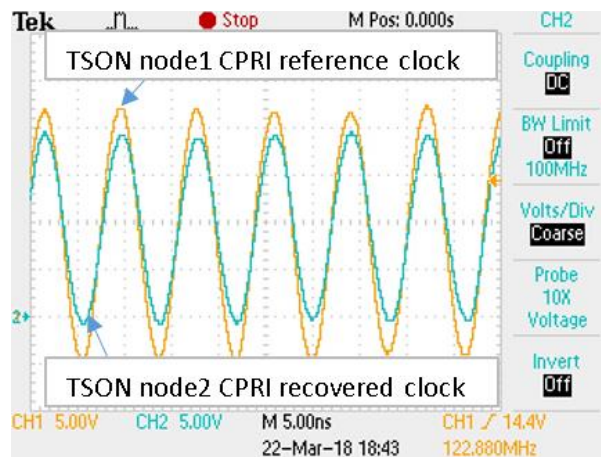 Tek Stop M Pos: 0.000s CH2
TSON node1 CPRI reference clock
Coupling
DC
BW Limit
Off
100MHz
Volts/Div
Coarse
Probe
10X
Voltage
2
TSON node2 CPRI recovered clock
Invert
Off
CH1 5.00V CH2 5.00V M 5.00ns CH1 14.4V
22-Mar-18 18:43 122.880MHz